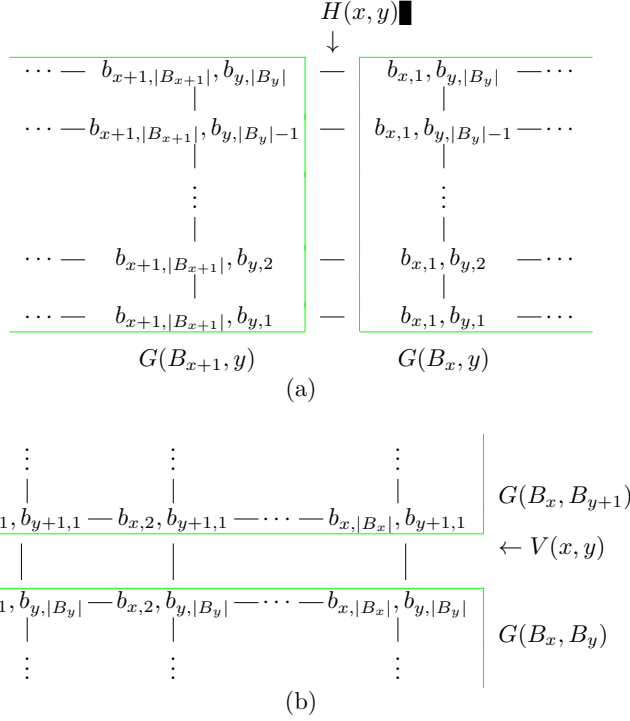 H(x, y)
↓
··· — b_{x+1,|B_{x+1}|}, b_{y,|B_y|} — b_{x,1}, b_{y,|B_y|} — ···
··· — b_{x+1,|B_{x+1}|}, b_{y,|B_y|-1} — b_{x,1}, b_{y,|B_y|-1} — ···
⋮ ⋮
··· — b_{x+1,|B_{x+1}|}, b_{y,2} — b_{x,1}, b_{y,2} — ···
··· — b_{x+1,|B_{x+1}|}, b_{y,1} — b_{x,1}, b_{y,1} — ···
G(B_{x+1}, y) G(B_x, y)
(a)
⋮ ⋮ ⋮
G(B_x, B_{y+1})
1, b_{y+1,1} — b_{x,2}, b_{y+1,1} — ··· — b_{x,|B_x|}, b_{y+1,1}
← V(x, y)
1, b_{y,|B_y|} — b_{x,2}, b_{y,|B_y|} — ··· — b_{x,|B_x|}, b_{y,|B_y|}
G(B_x, B_y)
⋮ ⋮ ⋮
(b)